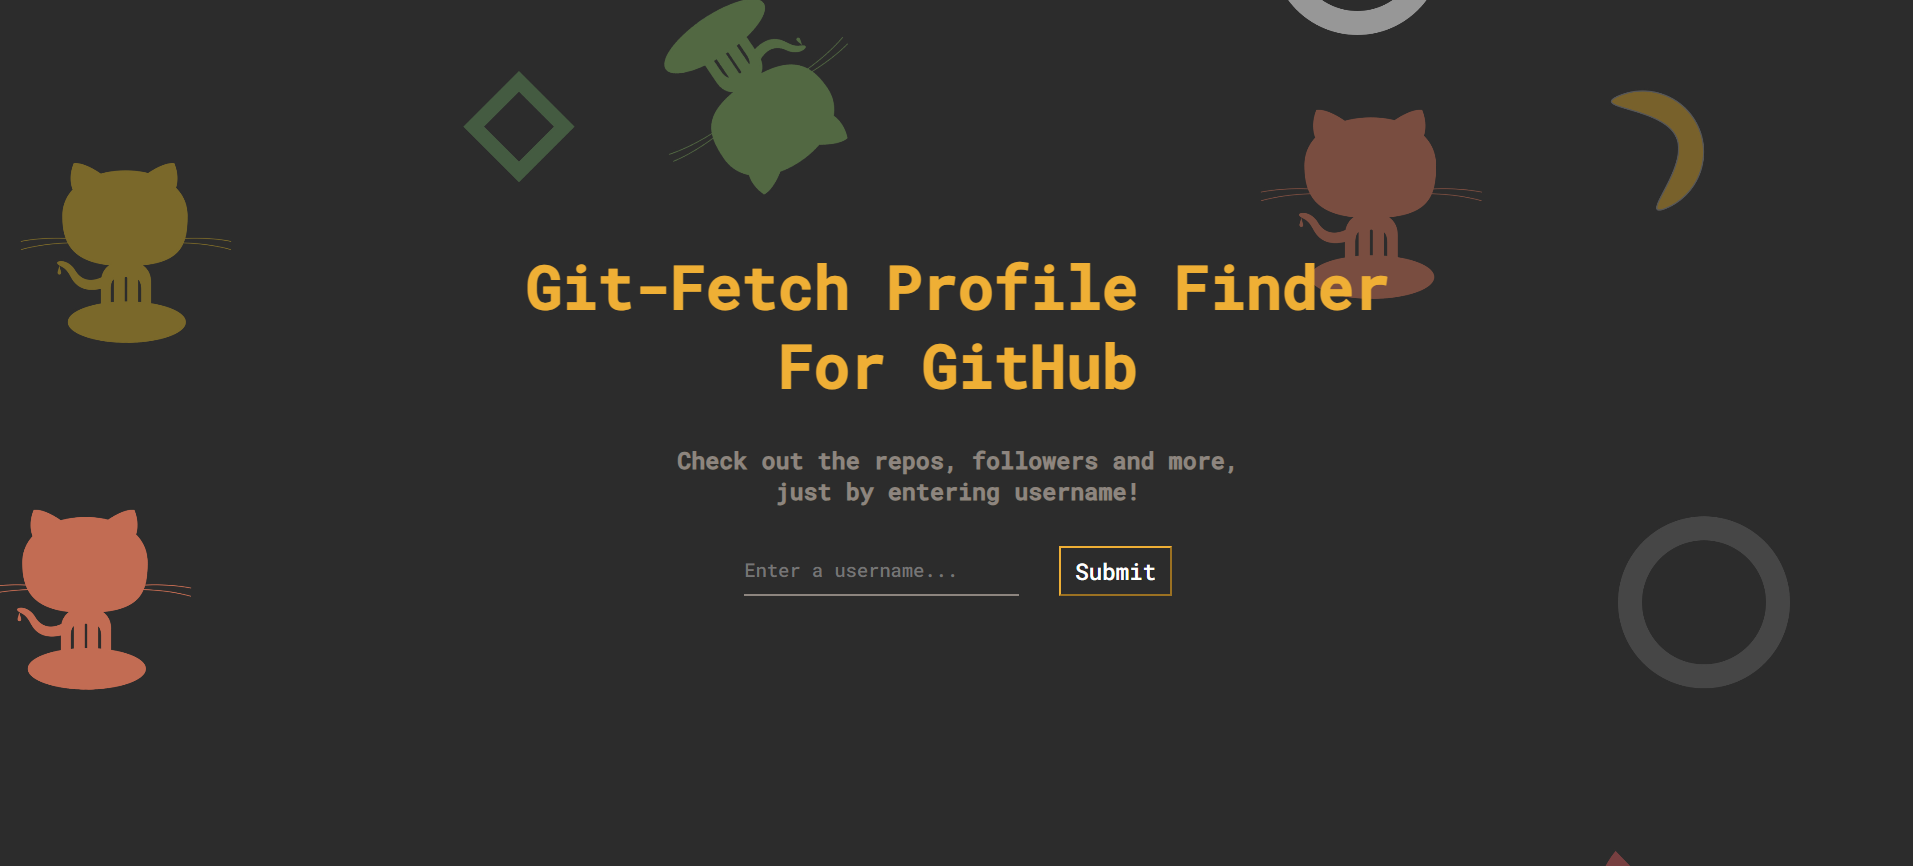 Git-Fetch Profile Finder
For GitHub
Check out the repos, followers and more,
just by entering username!
Enter a username...
Submit